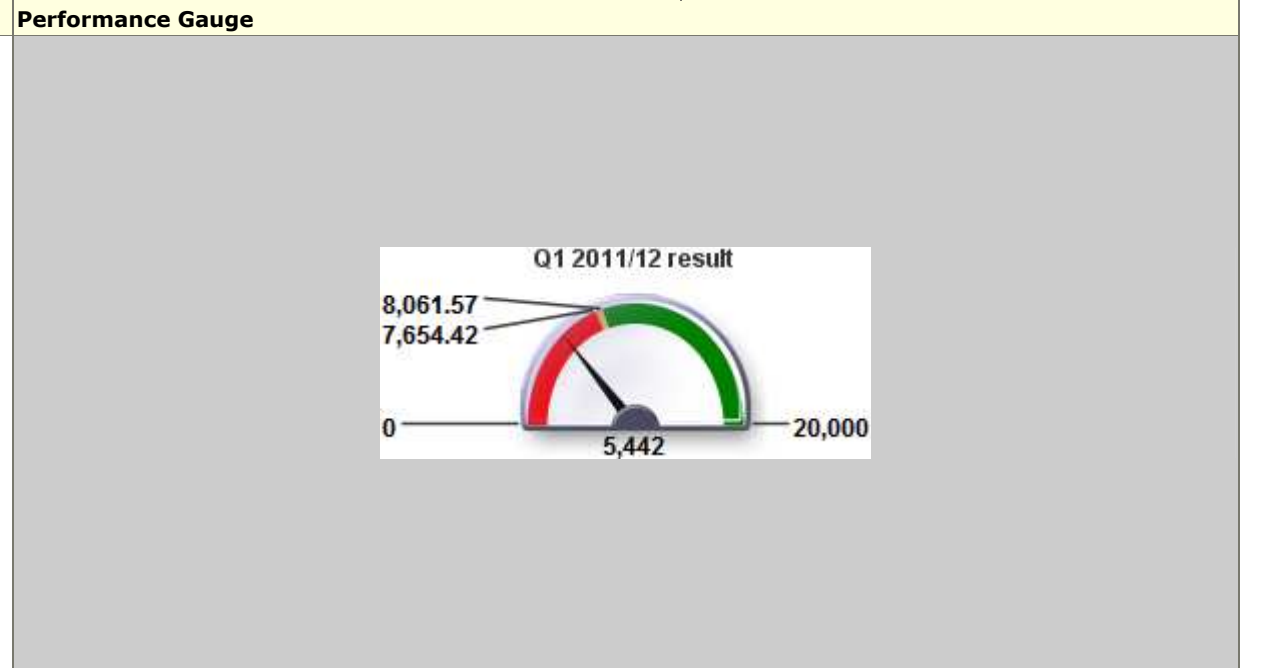 Performance Gauge
Q1 2011/12 result
8,061.57
7,654.42
0
20,000
5,442